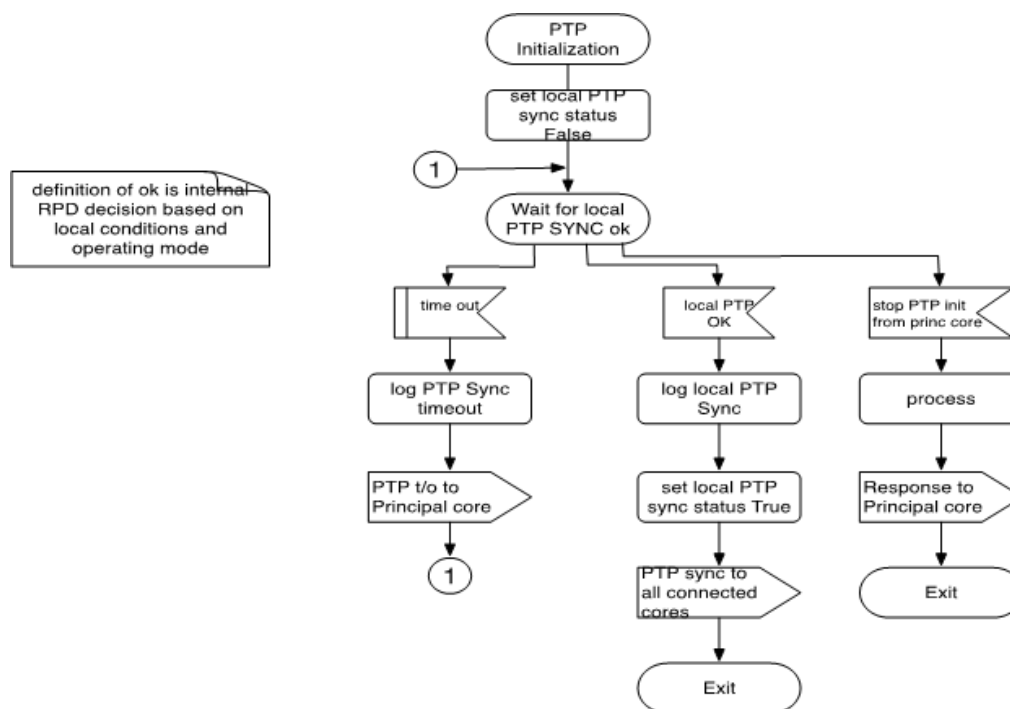 PTP
Initialization
set local PTP
sync status
False
1
definition of ok is internal
RPD decision based on
local conditions and
operating mode
Wait for local
PTP SYNC ok
time out
local PTP
OK
stop PTP init
from princ core
log PTP Sync
timeout
log local PTP
Sync
process
PTP t/o to
Principal core
set local PTP
sync status True
Response to
Principal core
1
PTP sync to
all connected
cores
Exit
Exit